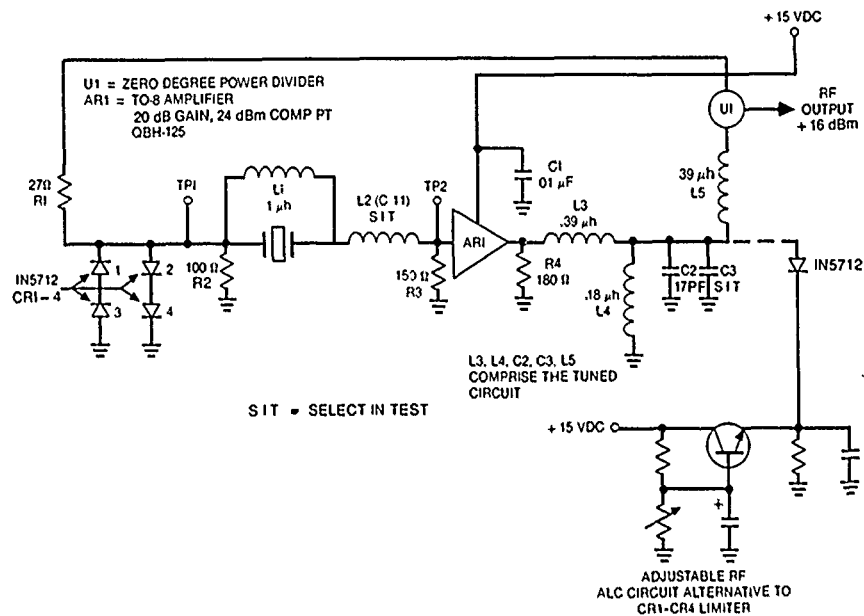 + 15 VDC
U1 = ZERO DEGREE POWER DIVIDER
AR1 = TO-8 AMPLIFIER
20 dB GAIN, 24 dBm COMP PT
QBH-125
U1
RF
OUTPUT
+ 16 dBm
27Ω
R1
TP1
L1
1 μh
L2 (C 11)
SIT
TP2
C1
01 μF
39 μh
L5
L3
.39 μh
AR1
100 Ω
R2
150 Ω
R3
R4
180 Ω
.18 μh
L4
C2
17PF
C3
SIT
IN5712
IN5712
CR1-4
1
2
3
4
L3, L4, C2, C3, L5
COMPRISE THE TUNED
CIRCUIT
SIT = SELECT IN TEST
+ 15 VDC
+
ADJUSTABLE RF
ALC CIRCUIT ALTERNATIVE TO
CR1-CR4 LIMITER